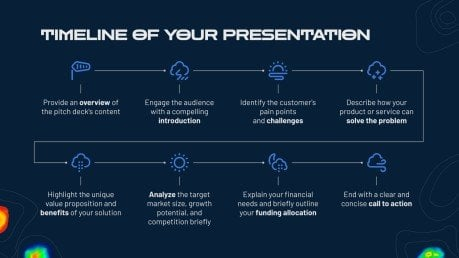 TIMELINE OF YOUR PRESENTATION
Provide an overview of
the pitch deck's content
Engage the audience
with a compelling
introduction
Identify the customer's
pain points
and challenges
Describe how your
product or service can
solve the problem
Highlight the unique
value proposition and
benefits of your solution
Analyze the target
market size, growth
potential, and
competition briefly
Explain your financial
needs and briefly outline
your funding allocation
End with a clear and
concise call to action